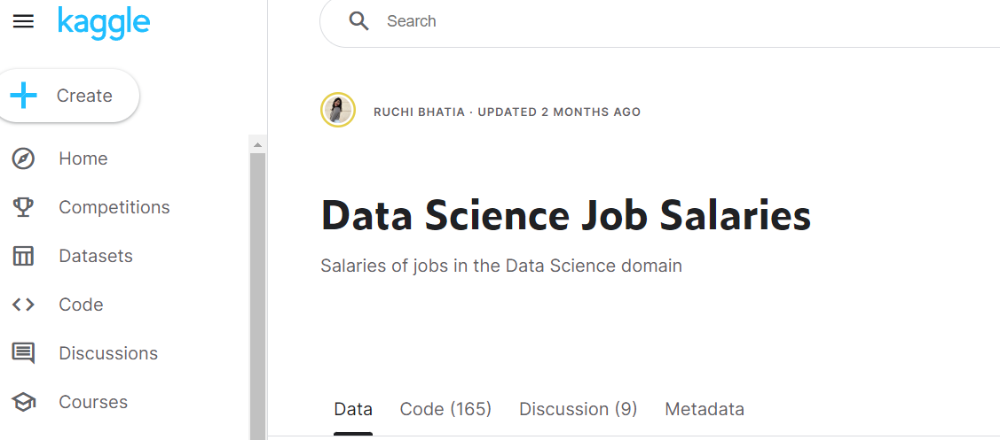 kaggle
Search
Create
Home
Competitions
Datasets
Code
Discussions
Courses
RUCHI BHATIA · UPDATED 2 MONTHS AGO
Data Science Job Salaries
Salaries of jobs in the Data Science domain
Data Code (165) Discussion (9) Metadata